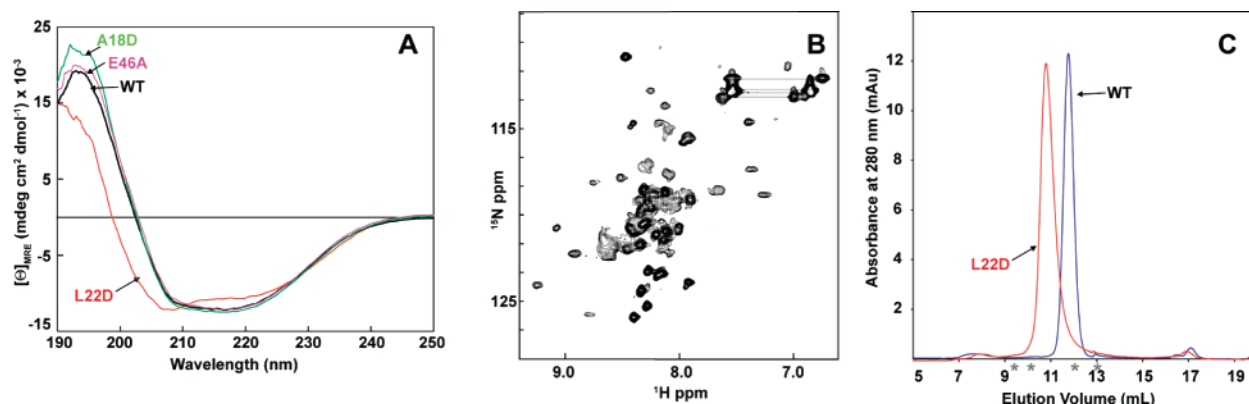 A
25
15
5
-5
-15
[Θ]MRE (mdeg cm² dmol⁻¹) x 10⁻³
A18D
E46A
WT
L22D
190 200 210 220 230 240 250
Wavelength (nm)
B
115
125
¹⁵N ppm
9.0 8.0 7.0
¹H ppm
C
12
10
8
6
4
2
Absorbance at 280 nm (mAu)
WT
L22D
* * * *
5 7 9 11 13 15 17 19
Elution Volume (mL)